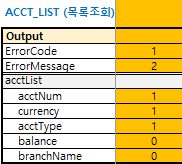 ACCT_LIST (목록조회)
Output
ErrorCode 1
ErrorMessage 2
acctList
acctNum 1
currency 1
acctType 1
balance 0
branchName 0